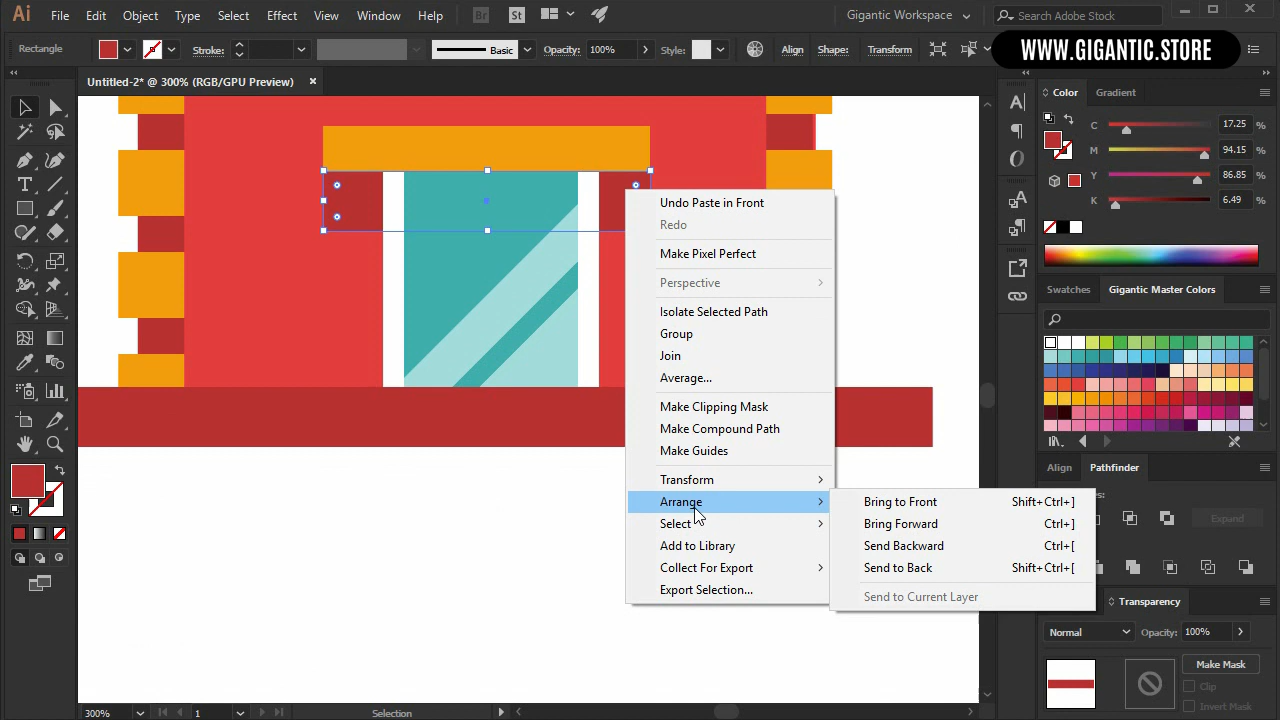 Ai File Edit Object Type Select Effect View Window Help Br St Gigantic Workspace Search Adobe Stock
Rectangle Stroke: Basic Opacity: 100% Style: Align Shape: Transform
WWW.GIGANTIC.STORE
Untitled-2* @ 300% (RGB/GPU Preview)
Color Gradient
C 17.25 %
M 94.15 %
Y 86.85 %
K 6.49 %
Swatches Gigantic Master Colors
Align Pathfinder
Expand
Transparency
Normal Opacity: 100%
Make Mask
Clip
Invert Mask
Undo Paste in Front
Redo
Make Pixel Perfect
Perspective
Isolate Selected Path
Group
Join
Average...
Make Clipping Mask
Make Compound Path
Make Guides
Transform
Arrange
Select
Add to Library
Collect For Export
Export Selection...
Bring to Front Shift+Ctrl+]
Bring Forward Ctrl+]
Send Backward Ctrl+[
Send to Back Shift+Ctrl+[
Send to Current Layer
300% 1 Selection